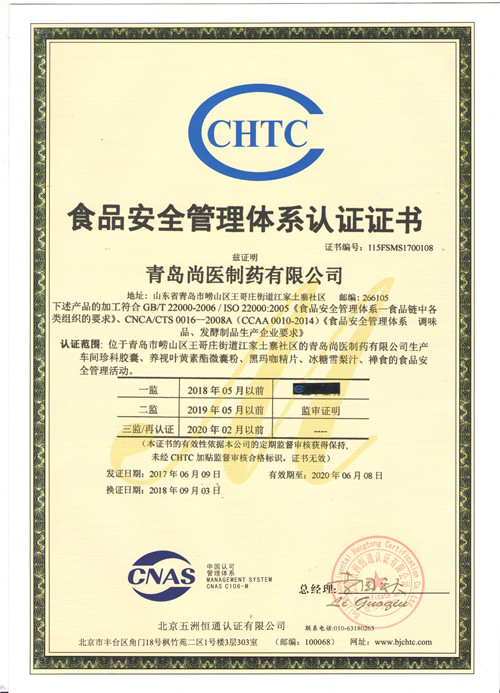 CHTC
食品安全管理体系认证证书
证书编号：115FSMS1700108
兹证明
青岛尚医制药有限公司
地址：山东省青岛市崂山区王哥庄街道江家土寨社区 邮编: 266105
下述产品的加工符合 GB/T 22000-2006 / ISO 22000:2005《食品安全管理体系—食品链中各
类组织的要求》、CNCA/CTS 0016—2008A（CCAA 0010-2014）《食品安全管理体系 调味
品、发酵制品生产企业要求》
认证范围: 位于青岛市崂山区王哥庄街道江家土寨社区的青岛尚医制药有限公司生产
车间珍科胶囊、养视叶黄素酯微囊粉、黑玛咖精片、冰糖雪梨汁、禅食的食品安
全管理活动。
一监 2018 年 05 月以前
二监 2019 年 05 月以前 监审证明
三监/再认证 2020 年 02 月以前 ----
(本证书的有效性依据本公司的定期监督审核获得保持,
未经 CHTC 加贴监督审核合格标识，证书无效)
发证日期: 2017 年 06 月 09 日 有效期至: 2020 年 06 月 08 日
换证日期: 2018 年 09 月 03 日
CNAS
中国认可
管理体系
MANAGEMENT SYSTEM
CNAS C106-M
总经理:
Li Guoqiu
北京五洲恒通认证有限公司 联系电话:010-63180263
北京市丰台区角门18号枫竹苑二区1号楼3层303室 （邮编：100068） 网址：www.bjchtc.com